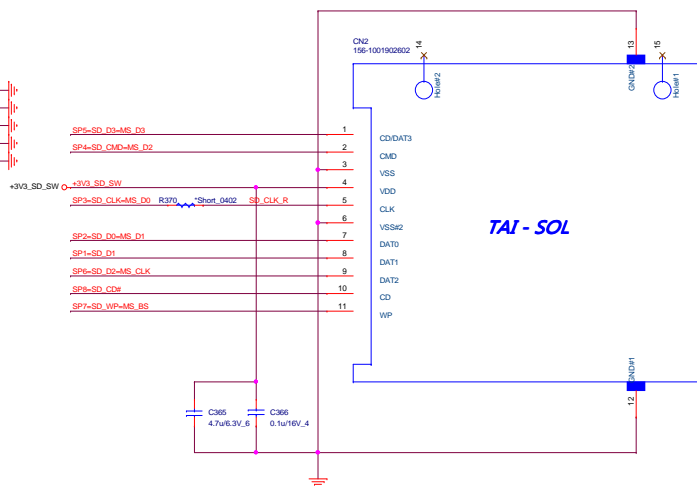 CN2
156-1001902602
14
Hole#2
13
GND#2
15
Hole#1
SP5=SD_D3=MS_D3 1 CD/DAT3
SP4=SD_CMD=MS_D2 2 CMD
3 VSS
+3V3_SD_SW +3V3_SD_SW 4 VDD
SP3=SD_CLK=MS_D0 R370 *Short_0402 SD_CLK_R 5 CLK
6 VSS#2
SP2=SD_D0=MS_D1 7 DAT0
SP1=SD_D1 8 DAT1
SP6=SD_D2=MS_CLK 9 DAT2
SP8=SD_CD# 10 CD
SP7=SD_WP=MS_BS 11 WP
TAI - SOL
GND#1
12
C365
4.7u/6.3V_6
C366
0.1u/16V_4